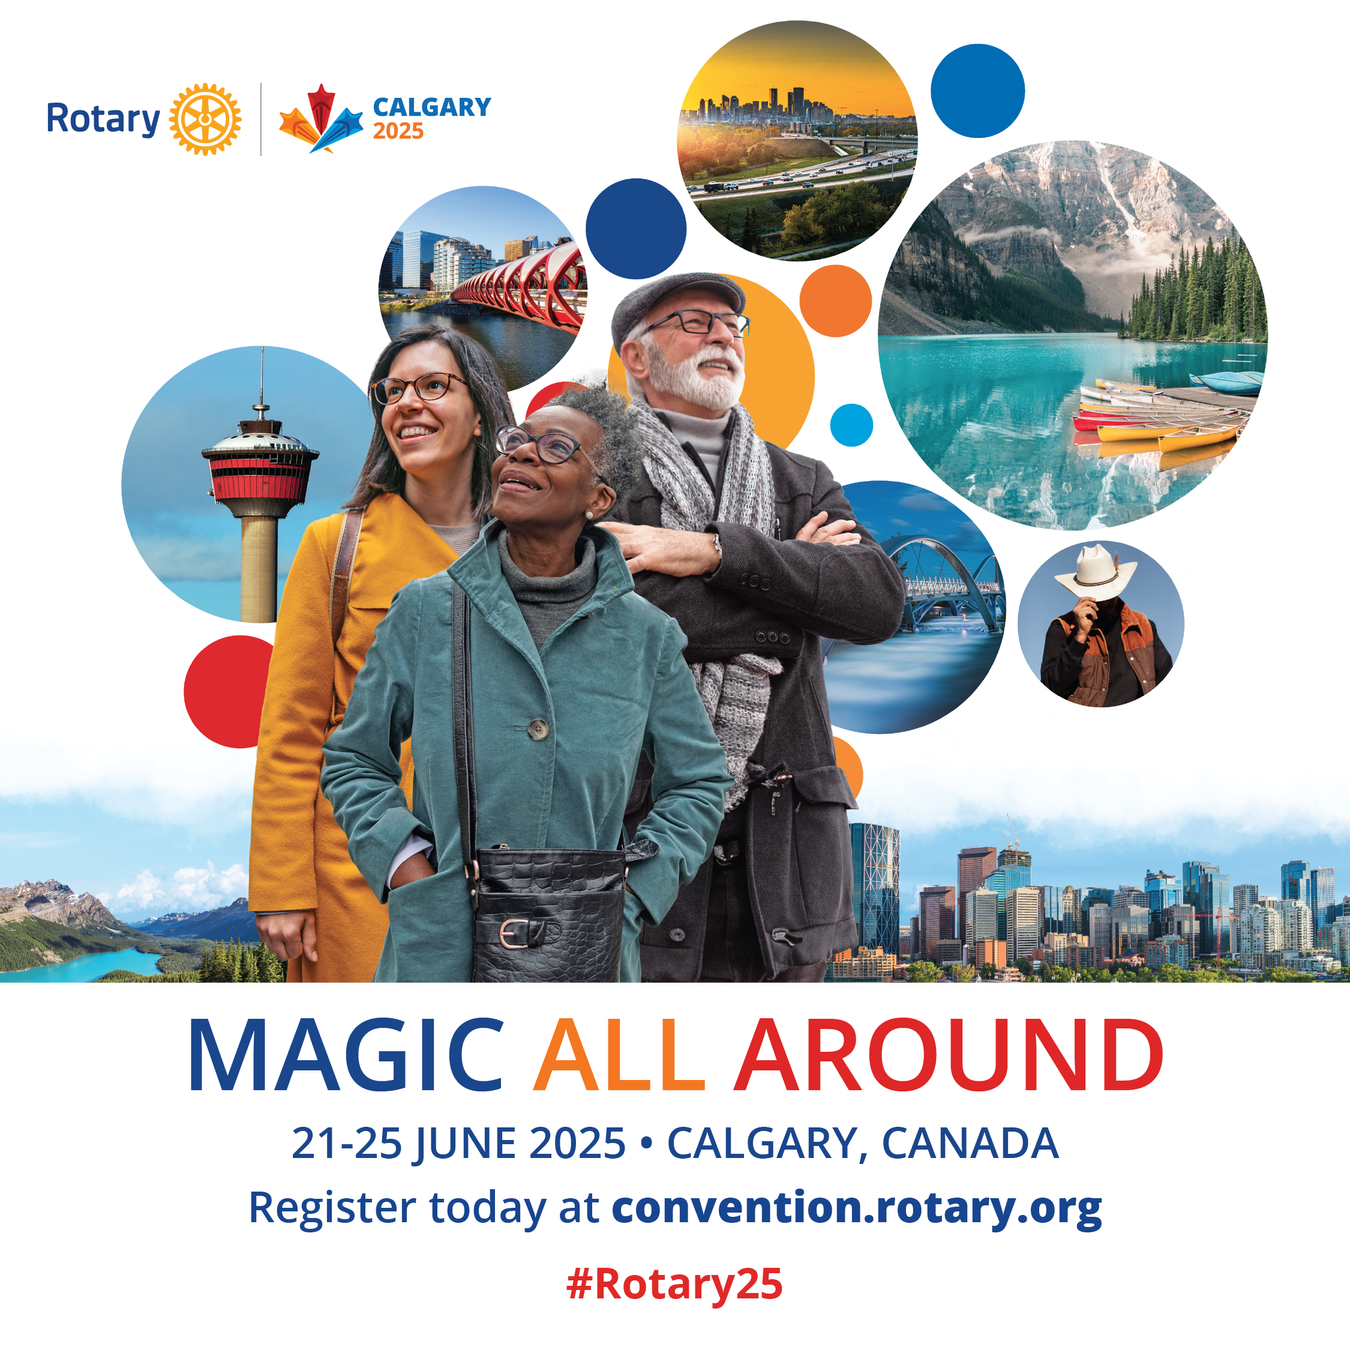 Rotary
CALGARY
2025
MAGIC ALL AROUND
21-25 JUNE 2025 • CALGARY, CANADA
Register today at convention.rotary.org
#Rotary25